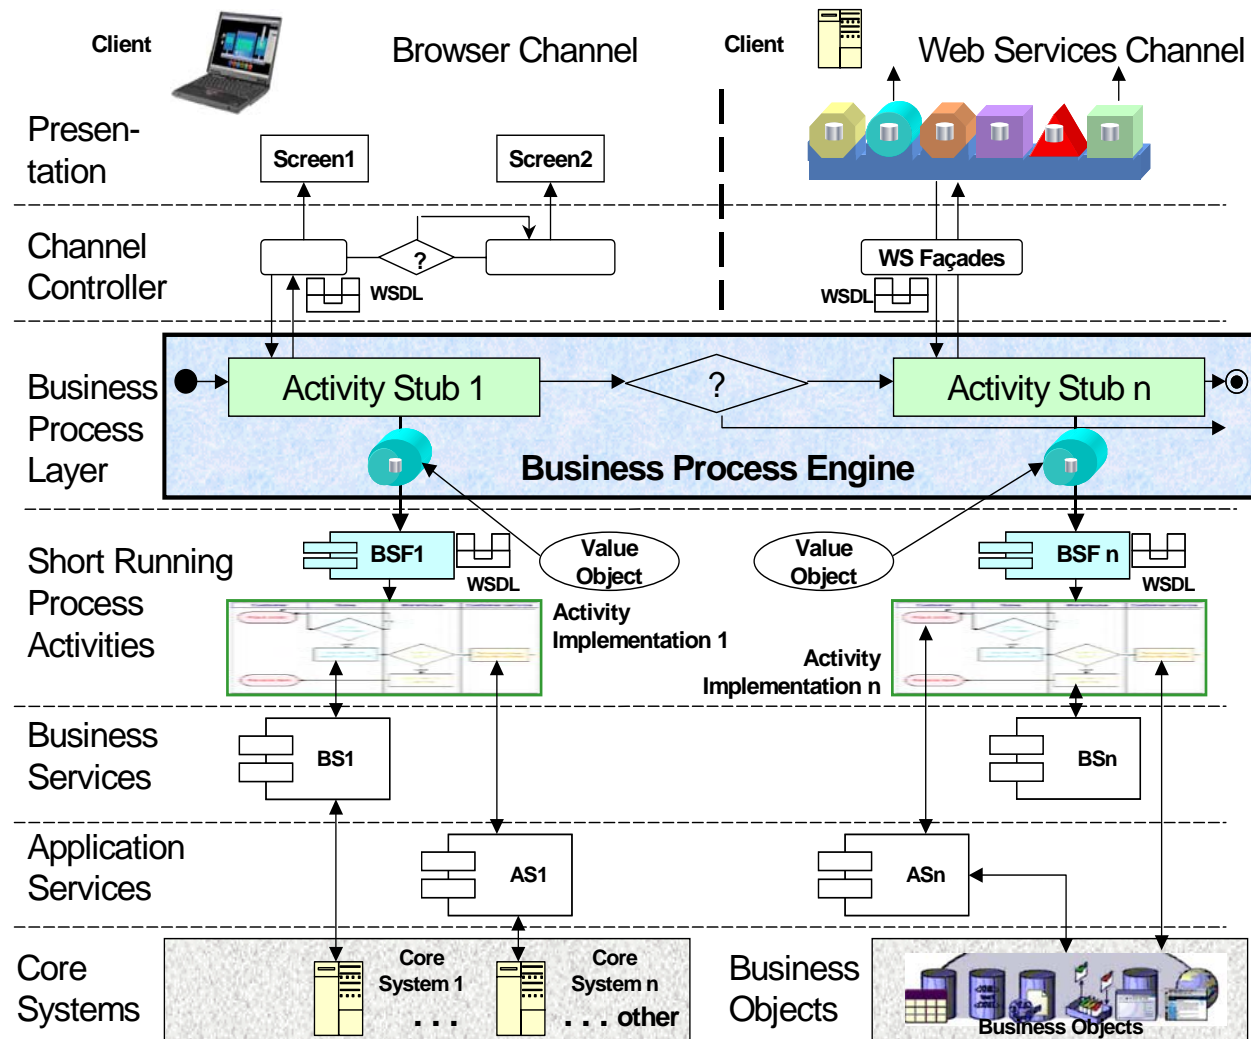 Client
Browser Channel
Client
Web Services Channel
Presen-
tation
Screen1
Screen2
Channel
Controller
?
WSDL
WS Façades
WSDL
Business
Process
Layer
Activity Stub 1
?
Activity Stub n
Business Process Engine
Short Running
Process
Activities
BSF1
WSDL
Value
Object
Value
Object
BSF n
WSDL
Activity
Implementation 1
Activity
Implementation n
Business
Services
BS1
BSn
Application
Services
AS1
ASn
Core
Systems
Core
System 1
. . .
Core
System n
. . . other
Business
Objects
Business Objects